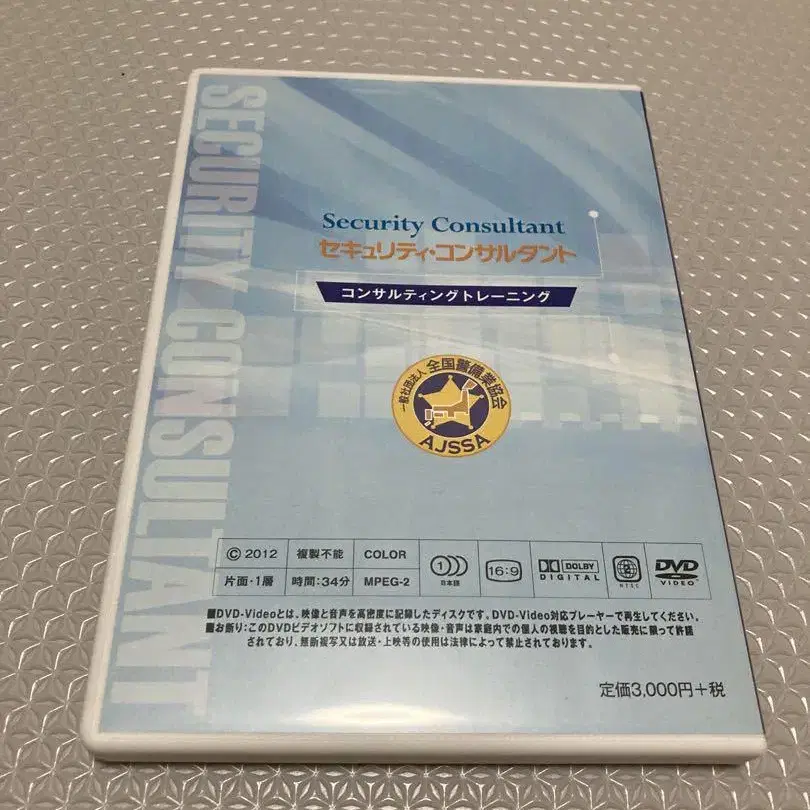 SECURITY CONSULTANT
Security Consultant
セキュリティ・コンサルタント
コンサルティングトレーニング
一般社団法人 全国警備業協会
AJSSA
©2012 複製不能 COLOR
片面・1層 時間:34分 MPEG-2
1 日本語
16:9
DOLBY DIGITAL
2 NTSC
DVD VIDEO
■DVD-Videoとは、映像と音声を高密度に記録したディスクです。DVD-Video対応プレーヤーで再生してください。
■お断り:このDVDビデオソフトに収録されている映像・音声は家庭内での個人の視聴を目的とした販売に限って許諾
されており、無断複写又は放送・上映等の使用は法律によって禁止されております。
定価3,000円+税